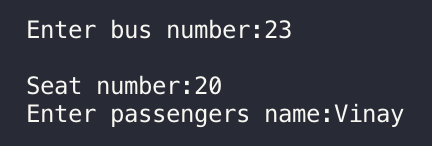 Enter bus number:23
Seat number:20
Enter passengers name:Vinay